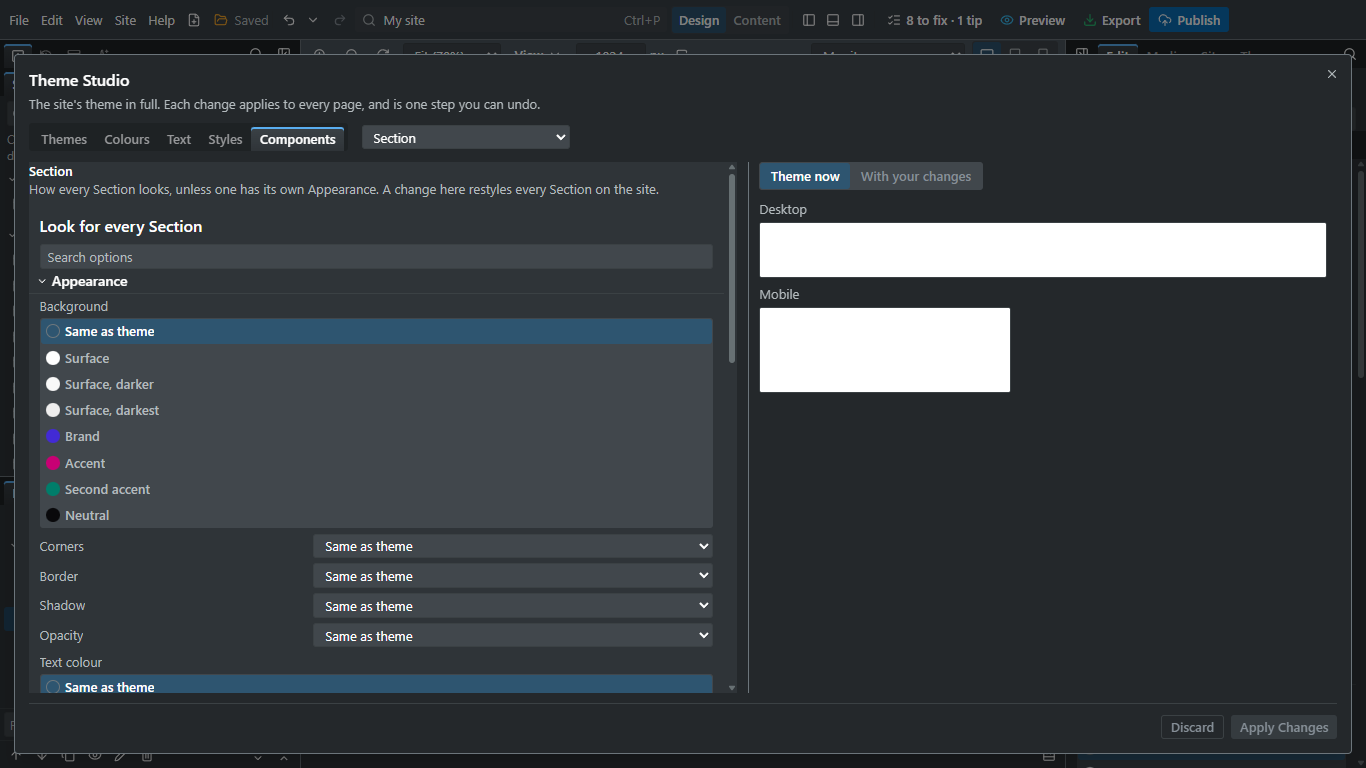 File Edit View Site Help Saved My site Ctrl+P Design Content 8 to fix · 1 tip Preview Export Publish
Theme Studio
The site's theme in full. Each change applies to every page, and is one step you can undo.
Themes Colours Text Styles Components Section
Section
How every Section looks, unless one has its own Appearance. A change here restyles every Section on the site.
Look for every Section
Search options
Appearance
Background
Same as theme
Surface
Surface, darker
Surface, darkest
Brand
Accent
Second accent
Neutral
Corners Same as theme
Border Same as theme
Shadow Same as theme
Opacity Same as theme
Text colour
Same as theme
Theme now With your changes
Desktop
Mobile
Discard Apply Changes